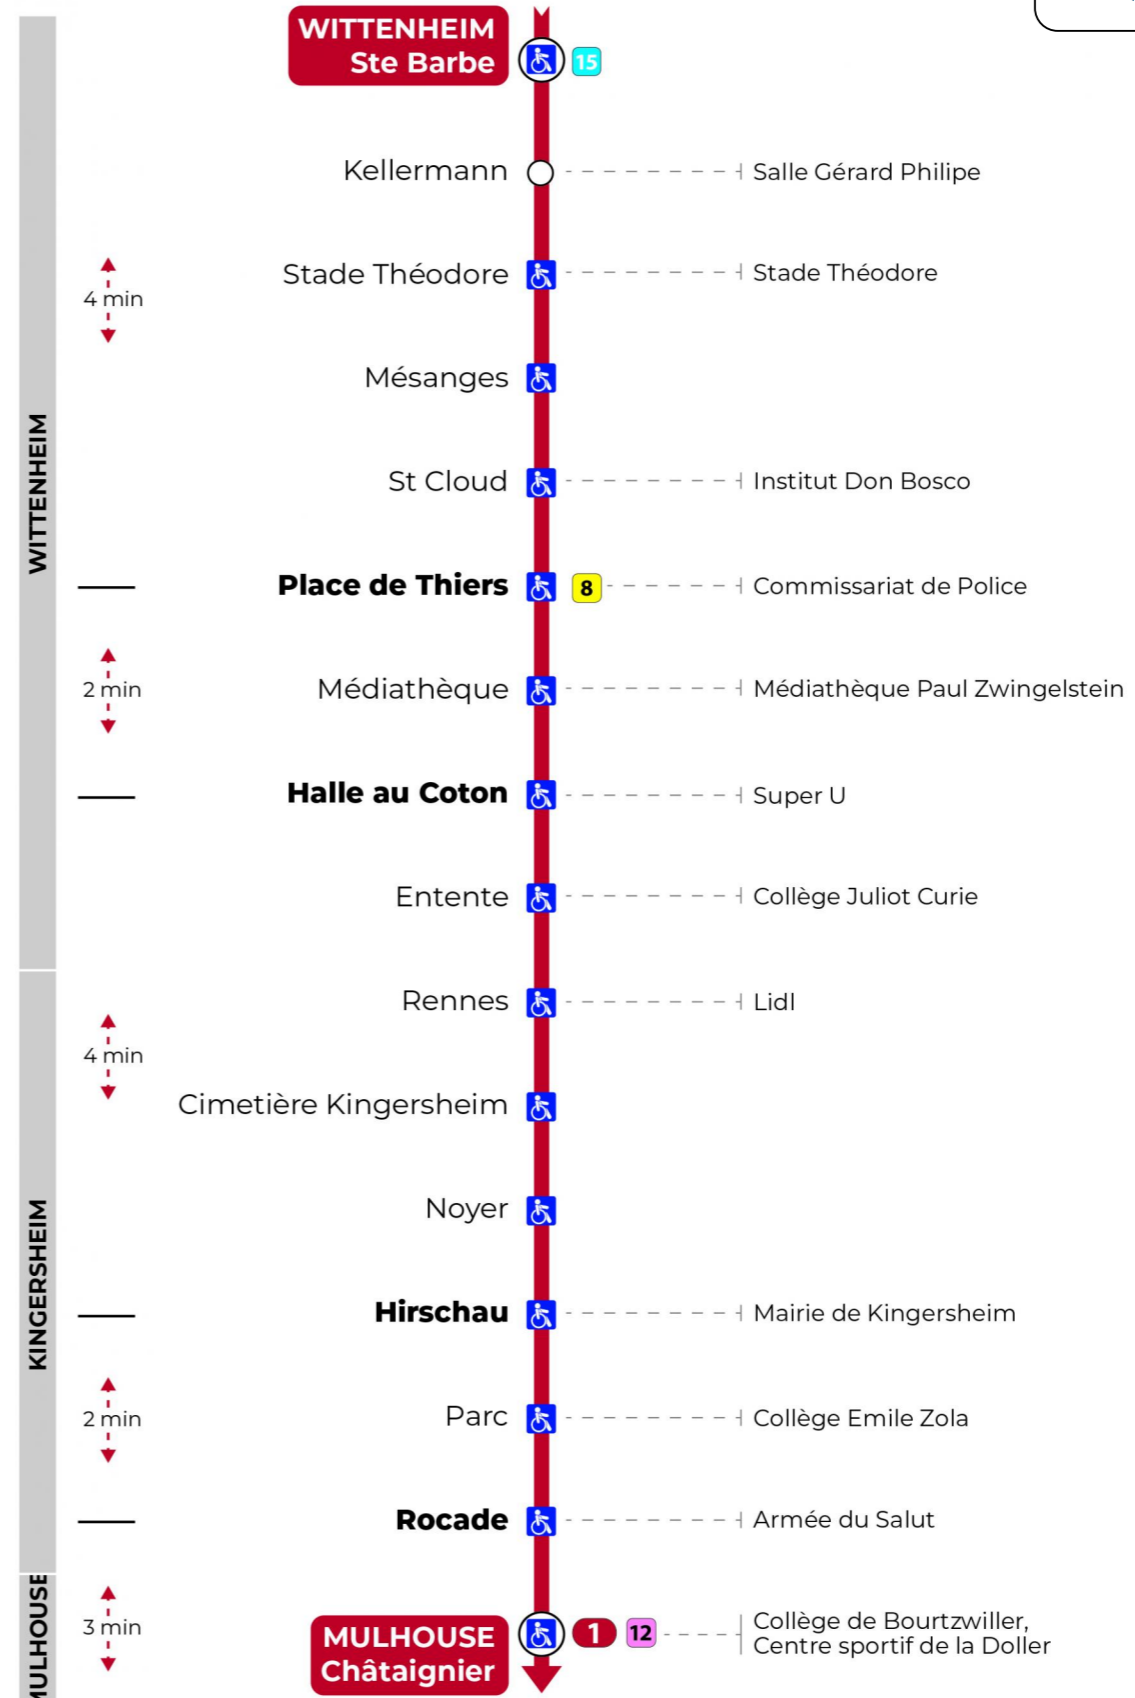 WITTENHEIM
Ste Barbe
15
Kellermann
Salle Gérard Philipe
Stade Théodore
Stade Théodore
4 min
Mésanges
WITTENHEIM
St Cloud
Institut Don Bosco
Place de Thiers
8
Commissariat de Police
2 min
Médiathèque
Médiathèque Paul Zwingelstein
Halle au Coton
Super U
Entente
Collège Juliot Curie
Rennes
Lidl
4 min
Cimetière Kingersheim
Noyer
KINGERSHEIM
Hirschau
Mairie de Kingersheim
2 min
Parc
Collège Emile Zola
Rocade
Armée du Salut
MULHOUSE
3 min
MULHOUSE
Châtaignier
1
12
Collège de Bourtzwiller,
Centre sportif de la Doller